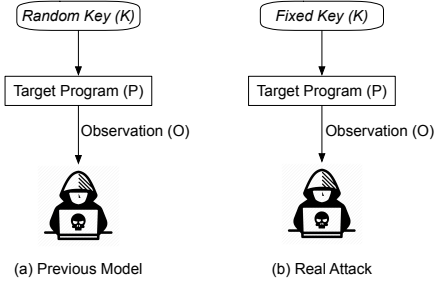 Random Key (K)
Target Program (P)
Observation (O)
(a) Previous Model
Fixed Key (K)
Target Program (P)
Observation (O)
(b) Real Attack